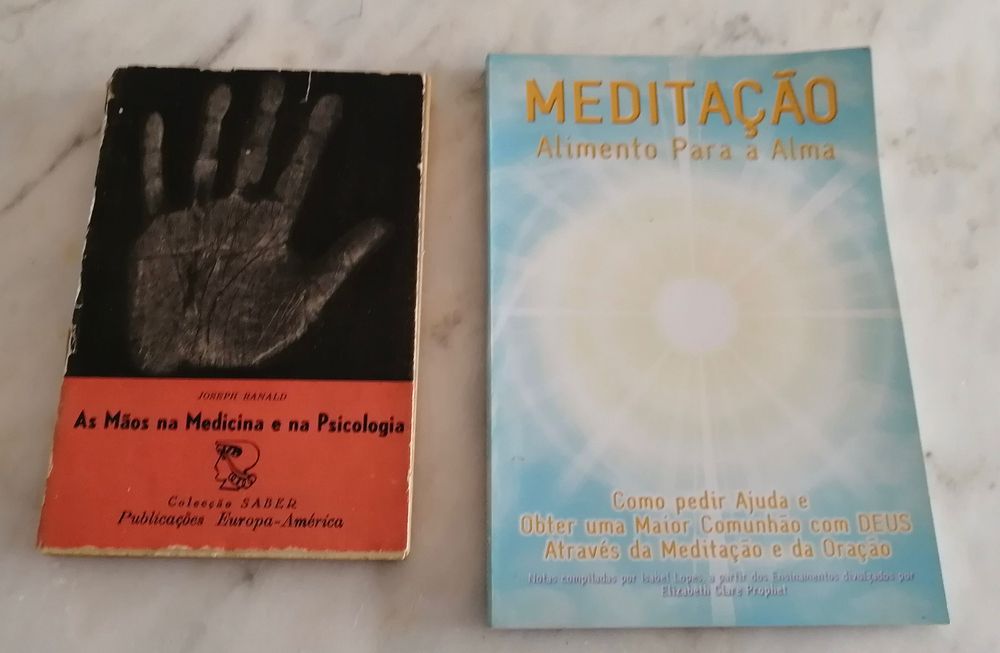 JOSEPH RANALD
As Mãos na Medicina e na Psicologia
Colecção SABER
Publicações Europa-América
MEDITAÇÃO
Alimento Para a Alma
Como pedir Ajuda e
Obter uma Maior Comunhão com DEUS
Através da Meditação e da Oração
Notas compiladas por Isabel Lopes, a partir dos Ensinamentos divulgados por
Elizabeth Clare Prophet